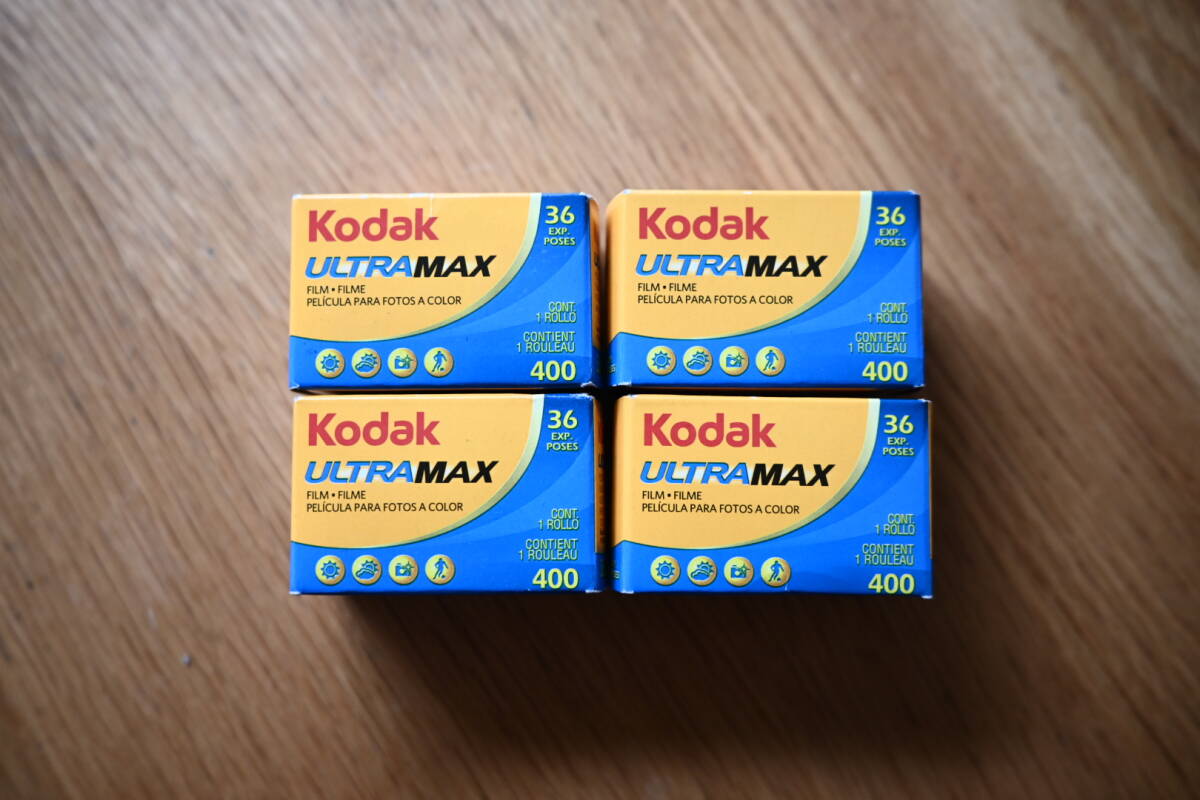 Kodak
ULTRAMAX
FILM • FILME
PELÍCULA PARA FOTOS A COLOR
36
EXP.
POSES
CONT.
1 ROLLO
CONTIENT
1 ROULEAU
400
Kodak
ULTRAMAX
FILM • FILME
PELÍCULA PARA FOTOS A COLOR
36
EXP.
POSES
CONT.
1 ROLLO
CONTIENT
1 ROULEAU
400
Kodak
ULTRAMAX
FILM • FILME
PELÍCULA PARA FOTOS A COLOR
36
EXP.
POSES
CONT.
1 ROLLO
CONTIENT
1 ROULEAU
400
Kodak
ULTRAMAX
FILM • FILME
PELÍCULA PARA FOTOS A COLOR
36
EXP.
POSES
CONT.
1 ROLLO
CONTIENT
1 ROULEAU
400